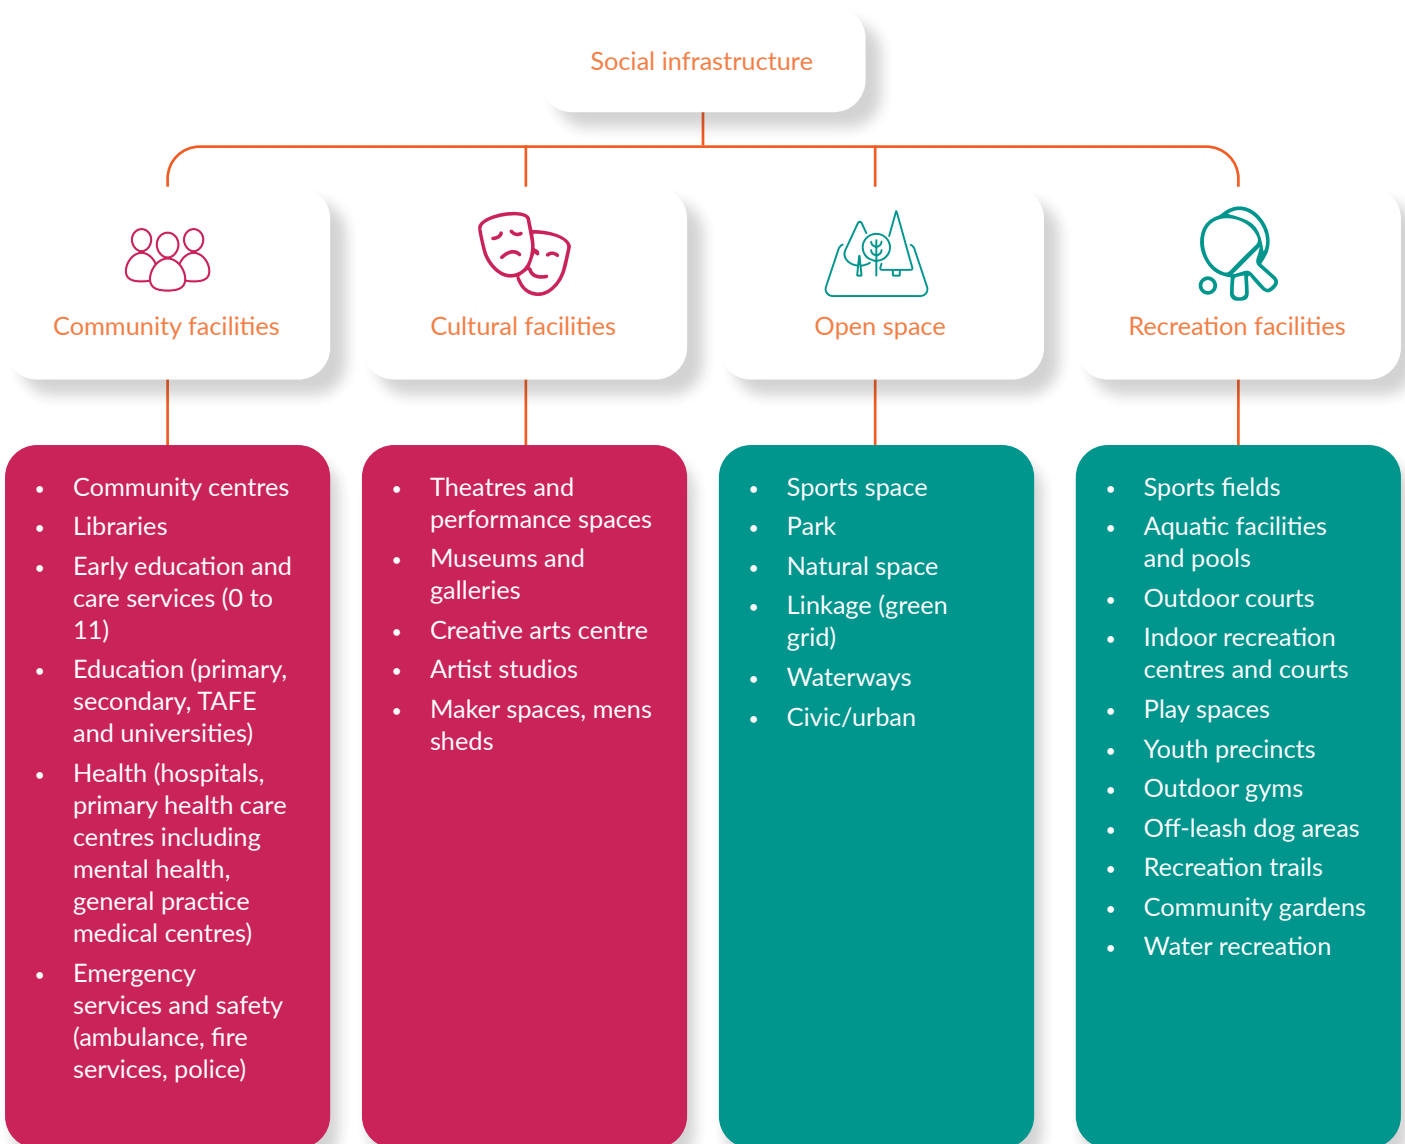 Social infrastructure
Community facilities
Cultural facilities
Open space
Recreation facilities
• Community centres
• Libraries
• Early education and
care services (0 to
11)
• Education (primary,
secondary, TAFE
and universities)
• Health (hospitals,
primary health care
centres including
mental health,
general practice
medical centres)
• Emergency
services and safety
(ambulance, fire
services, police)
• Theatres and
performance spaces
• Museums and
galleries
• Creative arts centre
• Artist studios
• Maker spaces, mens
sheds
• Sports space
• Park
• Natural space
• Linkage (green
grid)
• Waterways
• Civic/urban
• Sports fields
• Aquatic facilities
and pools
• Outdoor courts
• Indoor recreation
centres and courts
• Play spaces
• Youth precincts
• Outdoor gyms
• Off-leash dog areas
• Recreation trails
• Community gardens
• Water recreation